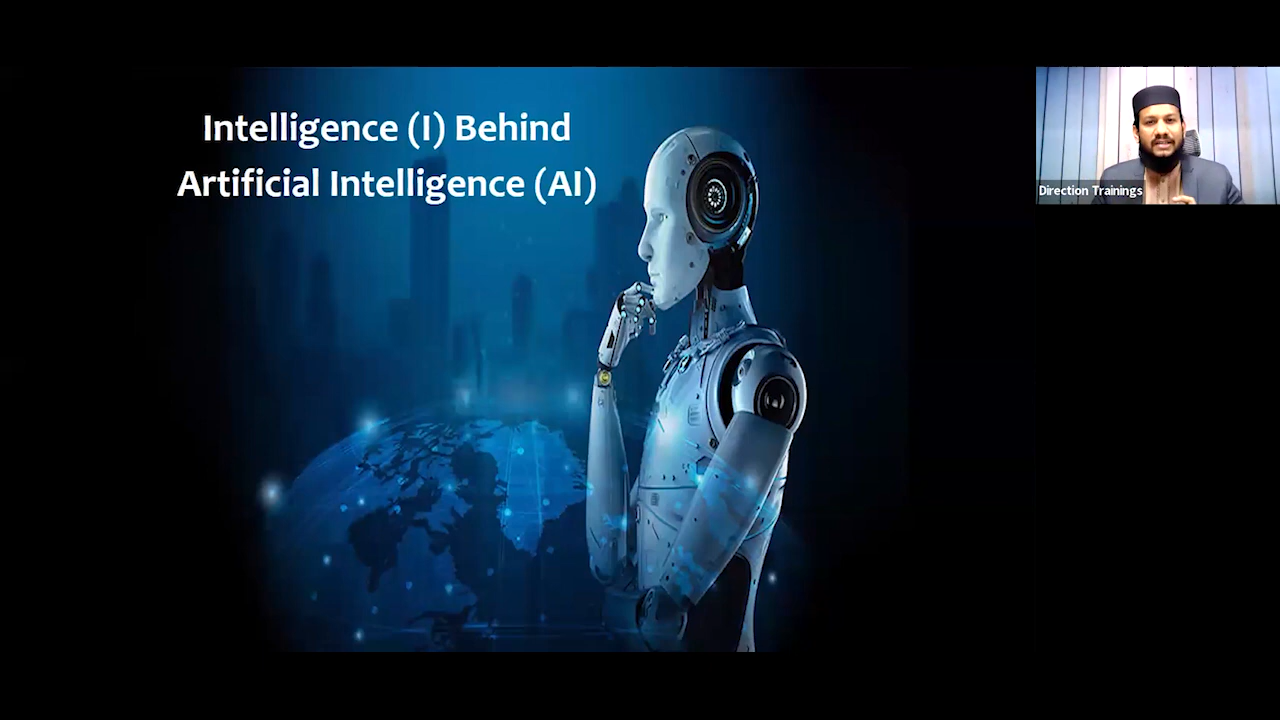 Intelligence (I) Behind
Artificial Intelligence (AI)
Direction Trainings